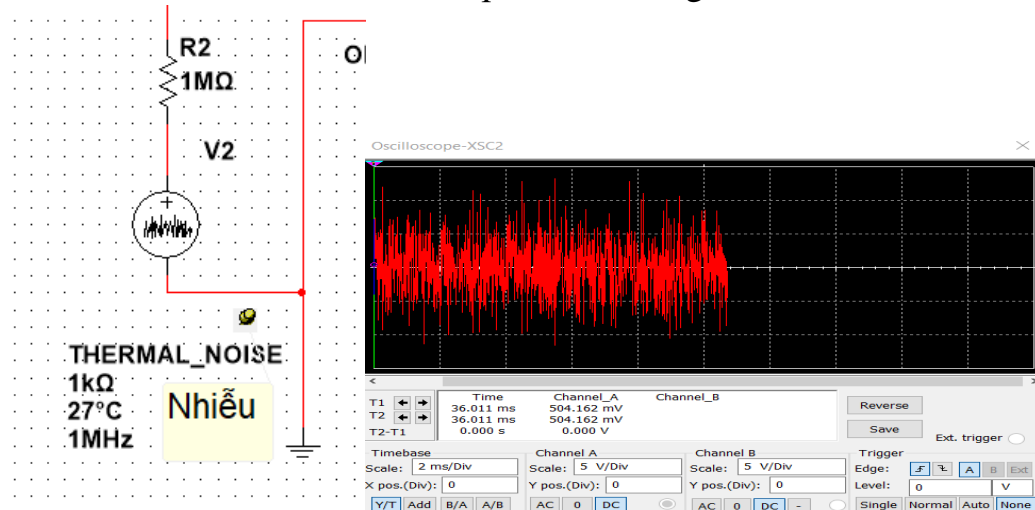 R2
1MΩ
V2
THERMAL_NOISE
1kΩ
27°C
1MHz
Nhiễu
Oscilloscope-XSC2
Time Channel_A Channel_B
T1 36.011 ms 504.162 mV
T2 36.011 ms 504.162 mV
T2-T1 0.000 s 0.000 V
Reverse
Save
Ext. trigger
Timebase
Scale: 2 ms/Div
X pos.(Div): 0
Y/T Add B/A A/B
Channel A
Scale: 5 V/Div
Y pos.(Div): 0
AC 0 DC
Channel B
Scale: 5 V/Div
Y pos.(Div): 0
AC 0 DC -
Trigger
Edge: A B Ext
Level: 0 V
Single Normal Auto None